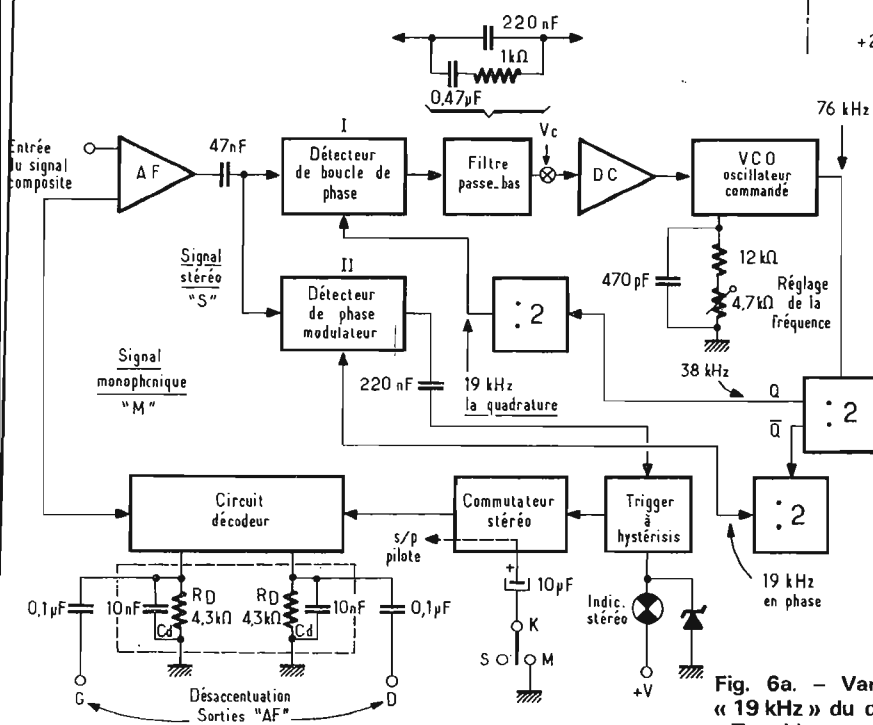 220 nF
1kΩ
0,47µF
+2
76 kHz
Entrée
du signal
composite
AF
47nF
I
Détecteur
de boucle de
phase
Filtre
passe_bas
Vc
DC
VCO
oscillateur
commandé
Signal
stéréo
"S"
II
Détecteur
de phase
modulateur
: 2
470pF
12kΩ
4,7kΩ
Réglage
de la
fréquence
Signal
monophonique
"M"
220 nF
19 kHz
la quadrature
38 kHz
Q
Q̅
: 2
Circuit
décodeur
Commutateur
stéréo
Trigger
à
hystérisis
: 2
s/p
pilote
19 kHz
en phase
0,1µF
10nF
RD
4,3kΩ
Cd
RD
4,3kΩ
Cd
10nF
0,1µF
+
10µF
K
S
M
Indic.
stéréo
+V
G
Désaccentuation
Sorties "AF"
D
Fig. 6a. – Var
« 19 kHz » du d